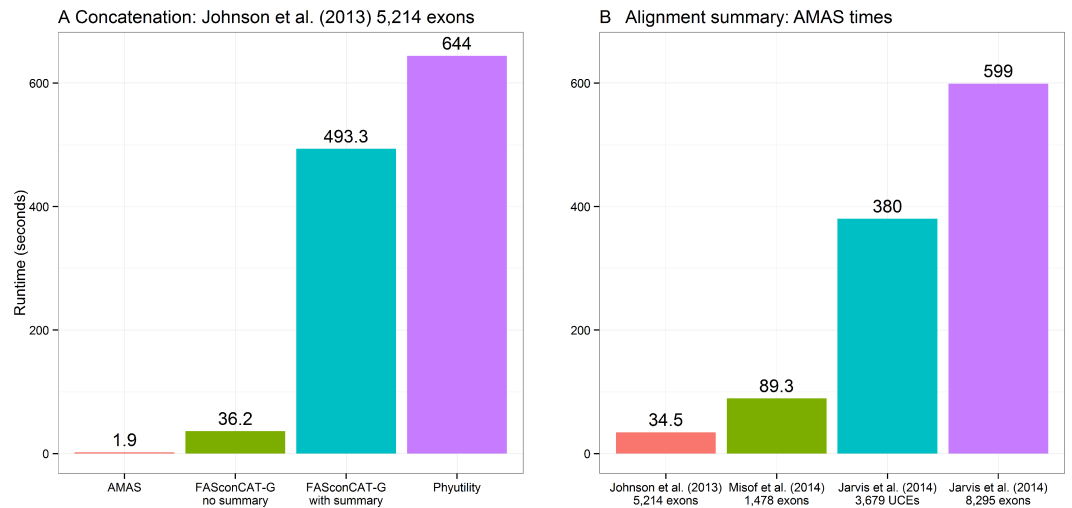 A Concatenation: Johnson et al. (2013) 5,214 exons
Runtime (seconds)
600
400
200
0
1.9
36.2
493.3
644
AMAS
FASconCAT-G
no summary
FASconCAT-G
with summary
Phyutility
B Alignment summary: AMAS times
600
400
200
0
34.5
89.3
380
599
Johnson et al. (2013)
5,214 exons
Misof et al. (2014)
1,478 exons
Jarvis et al. (2014)
3,679 UCEs
Jarvis et al. (2014)
8,295 exons